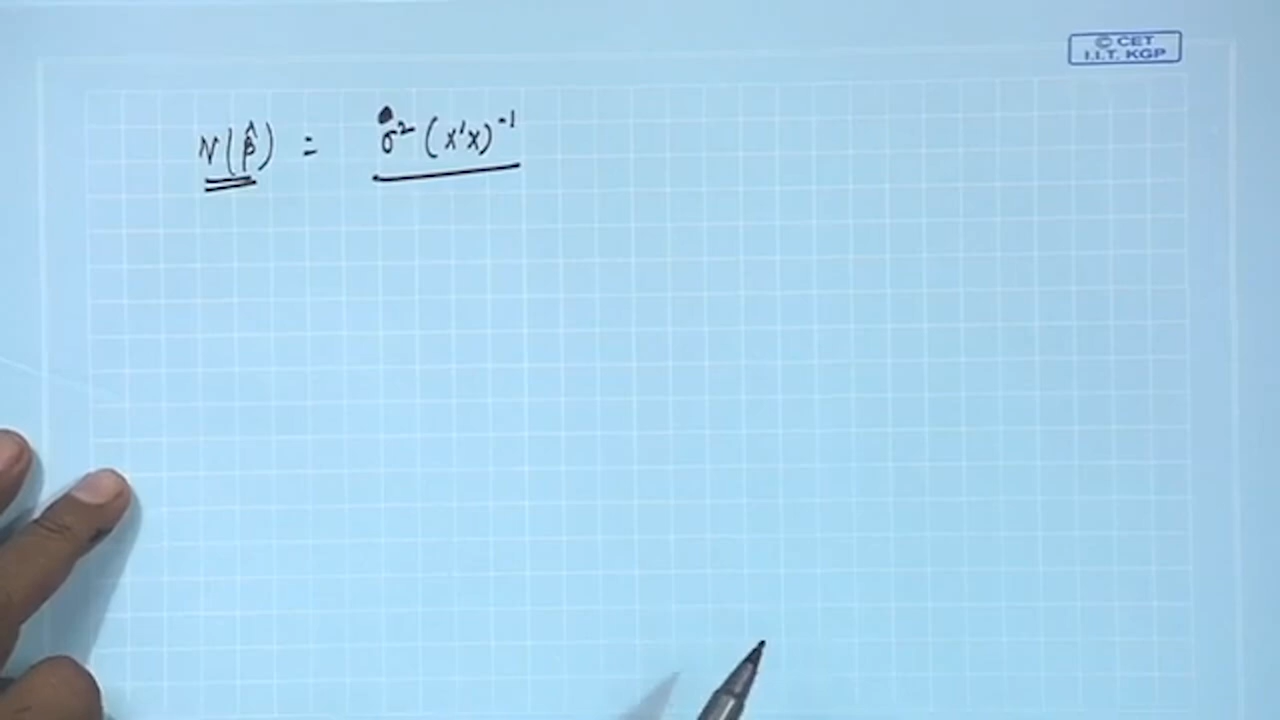 © CET
I.I.T. KGP
V(β̂) = σ² (X'X)⁻¹